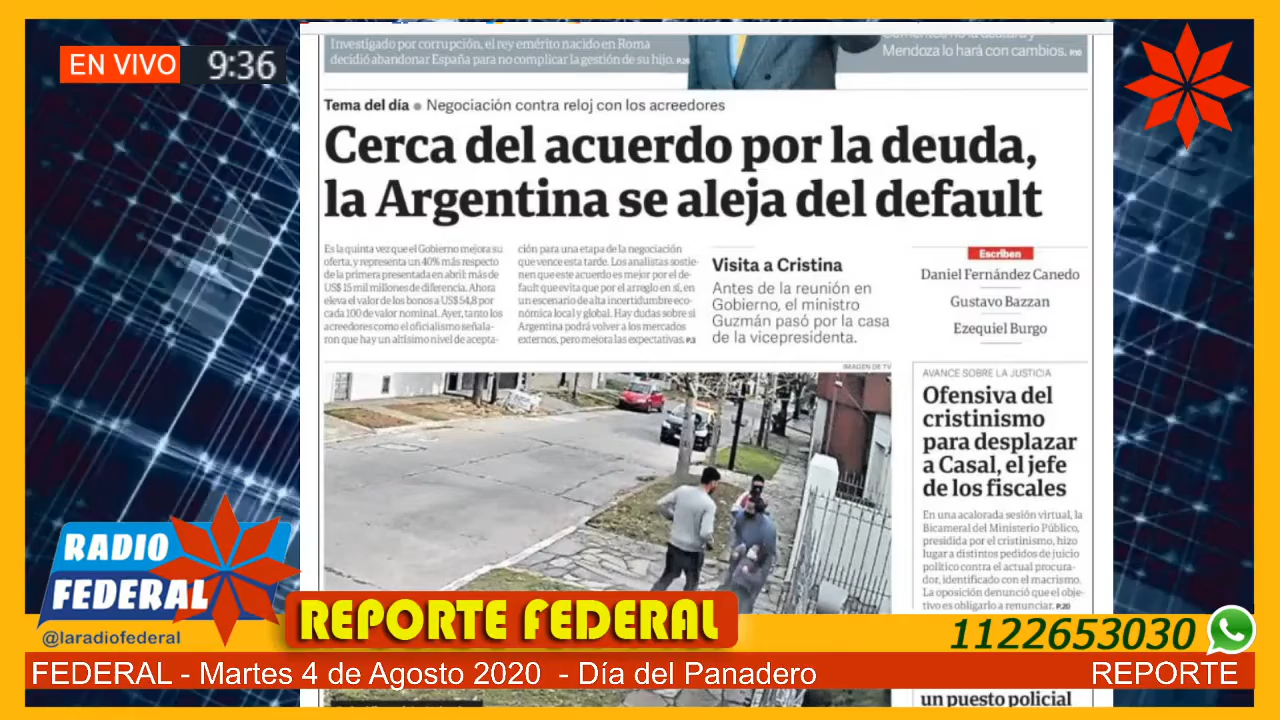 EN VIVO 9:36
Investigado por corrupción, el rey emérito nacido en Roma
decidió abandonar España para no complicar la gestión de su hijo. P.26
Mendoza lo hará con cambios. P.10
Tema del día ● Negociación contra reloj con los acreedores
Cerca del acuerdo por la deuda,
la Argentina se aleja del default
Es la quinta vez que el Gobierno mejora su
oferta, y representa un 40% más respecto
de la primera presentada en abril: más de
US$ 15 mil millones de diferencia. Ahora
eleva el valor de los bonos a US$ 54,8 por
cada 100 de valor nominal. Ayer, tanto los
acreedores como el oficialismo señala-
ron que hay un altísimo nivel de acepta-
ción para una etapa de la negociación
que vence esta tarde. Los analistas sostie-
nen que este acuerdo es mejor por el de-
fault que evita que por el arreglo en sí, en
un escenario de alta incertidumbre eco-
nómica local y global. Hay dudas sobre si
Argentina podrá volver a los mercados
externos, pero mejora las expectativas. P.3
Visita a Cristina
Antes de la reunión en
Gobierno, el ministro
Guzmán pasó por la casa
de la vicepresidenta.
Escriben
Daniel Fernández Canedo
Gustavo Bazzan
Ezequiel Burgo
IMAGEN DE TV
AVANCE SOBRE LA JUSTICIA
Ofensiva del
cristinismo
para desplazar
a Casal, el jefe
de los fiscales
En una acalorada sesión virtual, la
Bicameral del Ministerio Público,
presidida por el cristinismo, hizo
lugar a distintos pedidos de juicio
político contra el actual procura-
dor, identificado con el macrismo.
La oposición denunció que el obje-
tivo es obligarlo a renunciar. P.20
RADIO
FEDERAL
@laradiofederal
REPORTE FEDERAL
1122653030
FEDERAL - Martes 4 de Agosto 2020 - Día del Panadero
REPORTE
un puesto policial